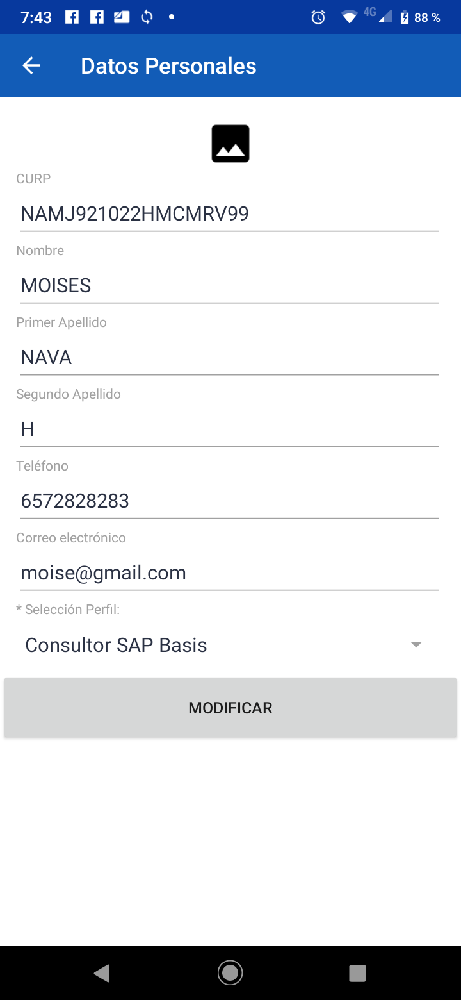 7:43 4G 88 %
Datos Personales
CURP
NAMJ921022HMCMRV99
Nombre
MOISES
Primer Apellido
NAVA
Segundo Apellido
H
Teléfono
6572828283
Correo electrónico
moise@gmail.com
* Selección Perfil:
Consultor SAP Basis
MODIFICAR